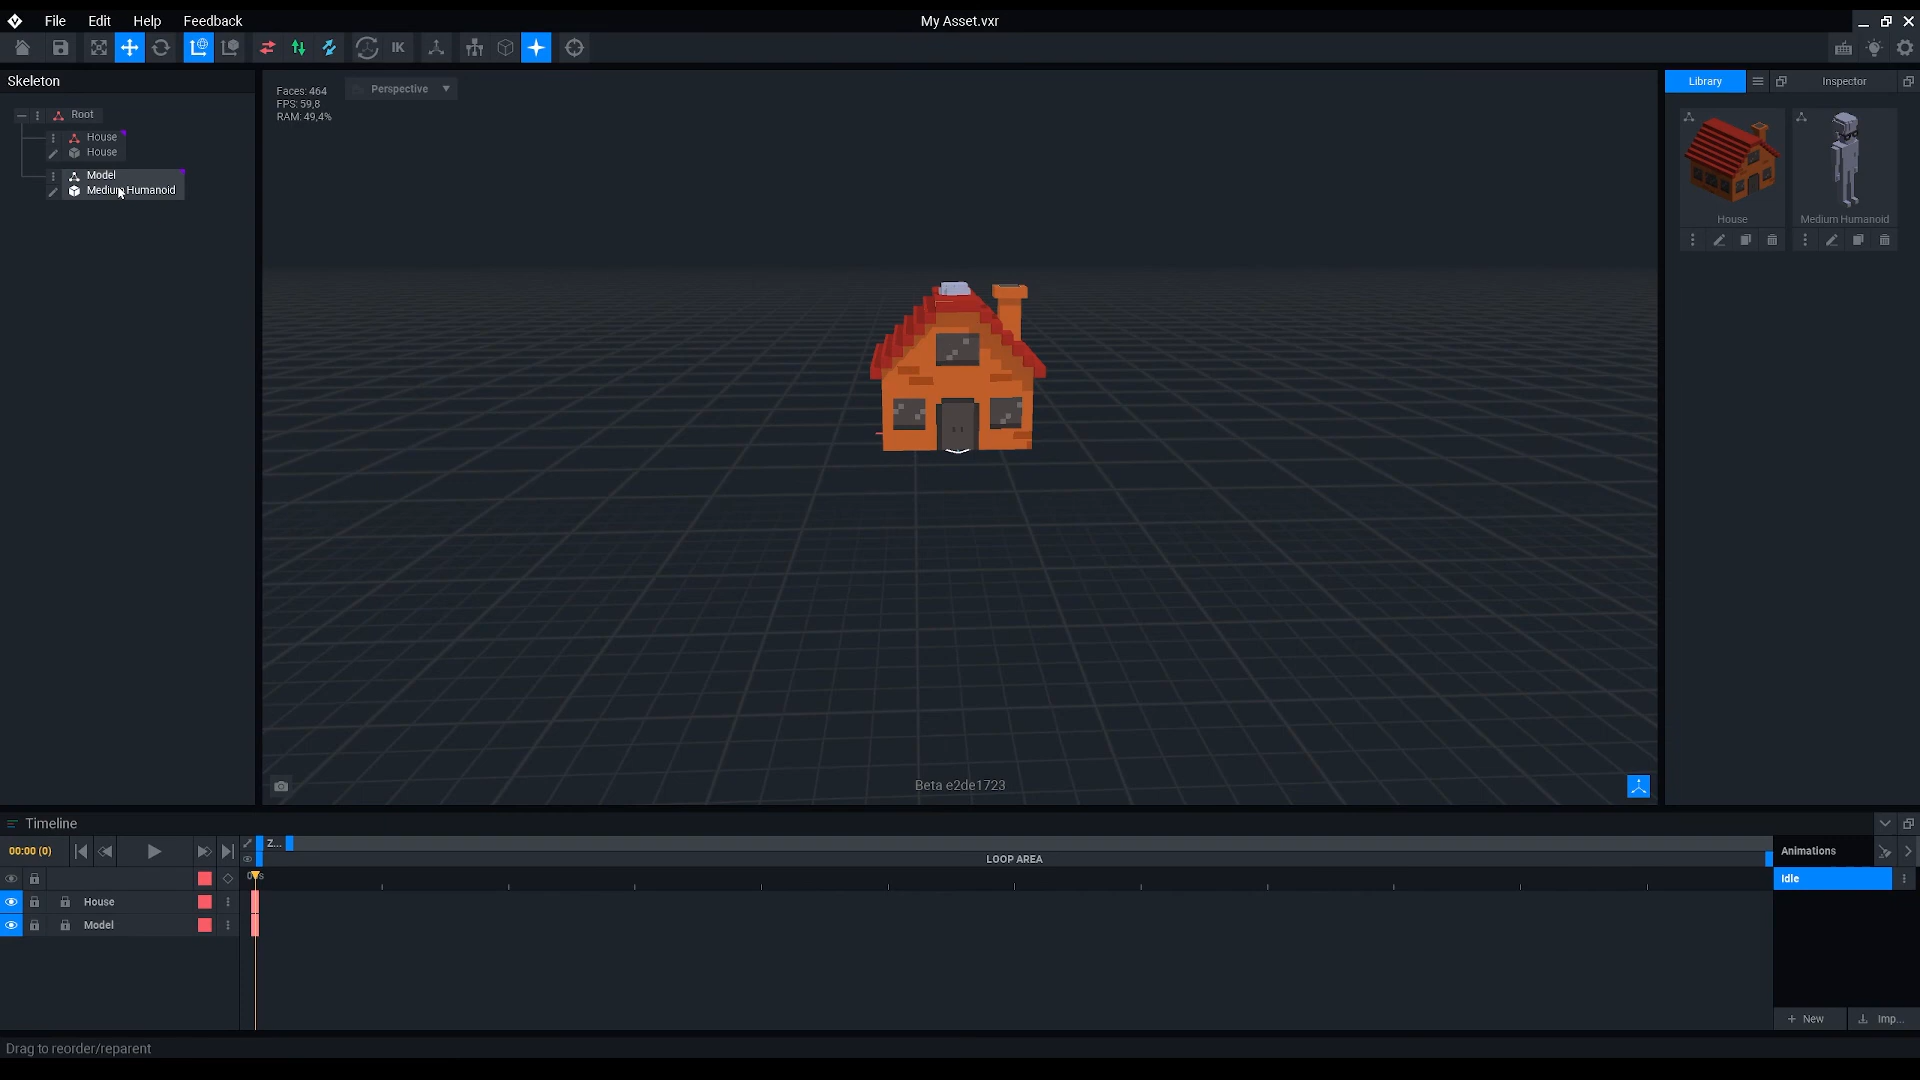 File Edit Help Feedback
My Asset.vxr
IK
Skeleton
Root
House
House
Model
Medium Humanoid
Faces: 464
FPS: 59,8
RAM: 49,4%
Perspective
Beta e2de1723
Library
Inspector
House
Medium Humanoid
Timeline
00:00 (0)
Z...
LOOP AREA
House
Model
Animations
Idle
New
Imp...
Drag to reorder/reparent